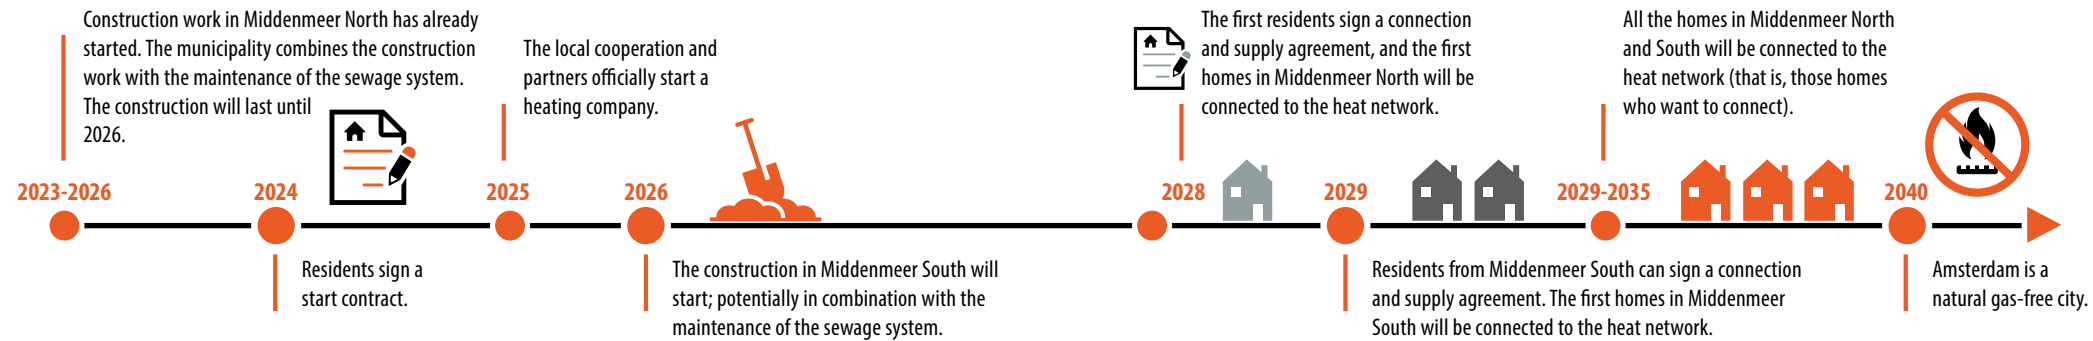 Construction work in Middenmeer North has already
started. The municipality combines the construction
work with the maintenance of the sewage system.
The construction will last until
2026.
2023-2026
2024
Residents sign a
start contract.
The local cooperation and
partners officially start a
heating company.
2025
2026
The construction in Middenmeer South will
start; potentially in combination with the
maintenance of the sewage system.
The first residents sign a connection
and supply agreement, and the first
homes in Middenmeer North will be
connected to the heat network.
2028
2029
Residents from Middenmeer South can sign a connection
and supply agreement. The first homes in Middenmeer
South will be connected to the heat network.
All the homes in Middenmeer North
and South will be connected to the
heat network (that is, those homes
who want to connect).
2029-2035
2040
Amsterdam is a
natural gas-free city.